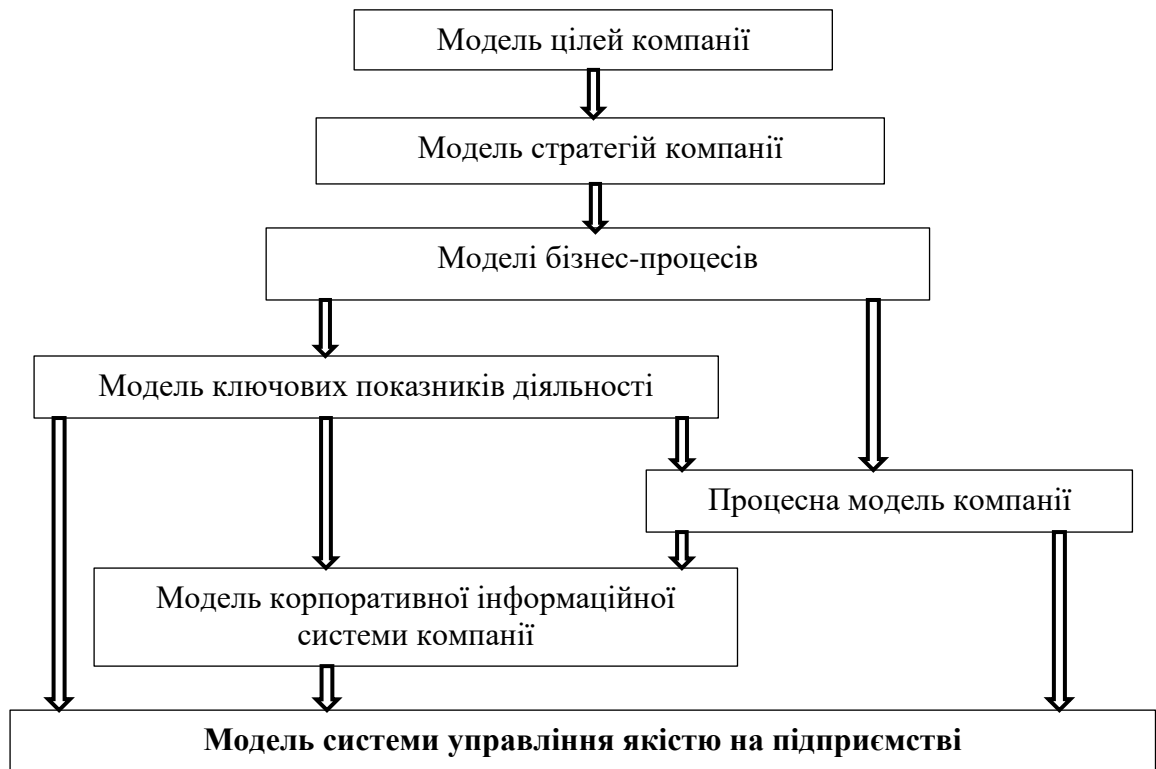 Модель цілей компанії
Модель стратегій компанії
Моделі бізнес-процесів
Модель ключових показників діяльності
Процесна модель компанії
Модель корпоративної інформаційної
системи компанії
Модель системи управління якістю на підприємстві